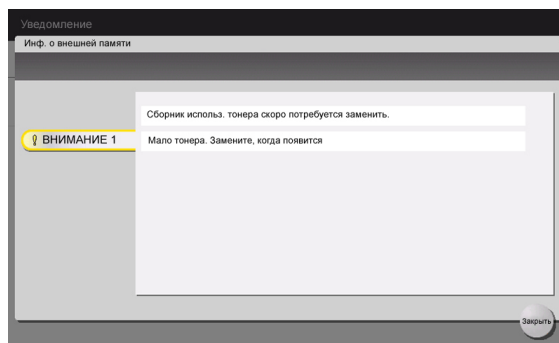 Уведомление
Инф. о внешней памяти
Сборник использ. тонера скоро потребуется заменить.
ВНИМАНИЕ 1
Мало тонера. Замените, когда появится
Закрыть